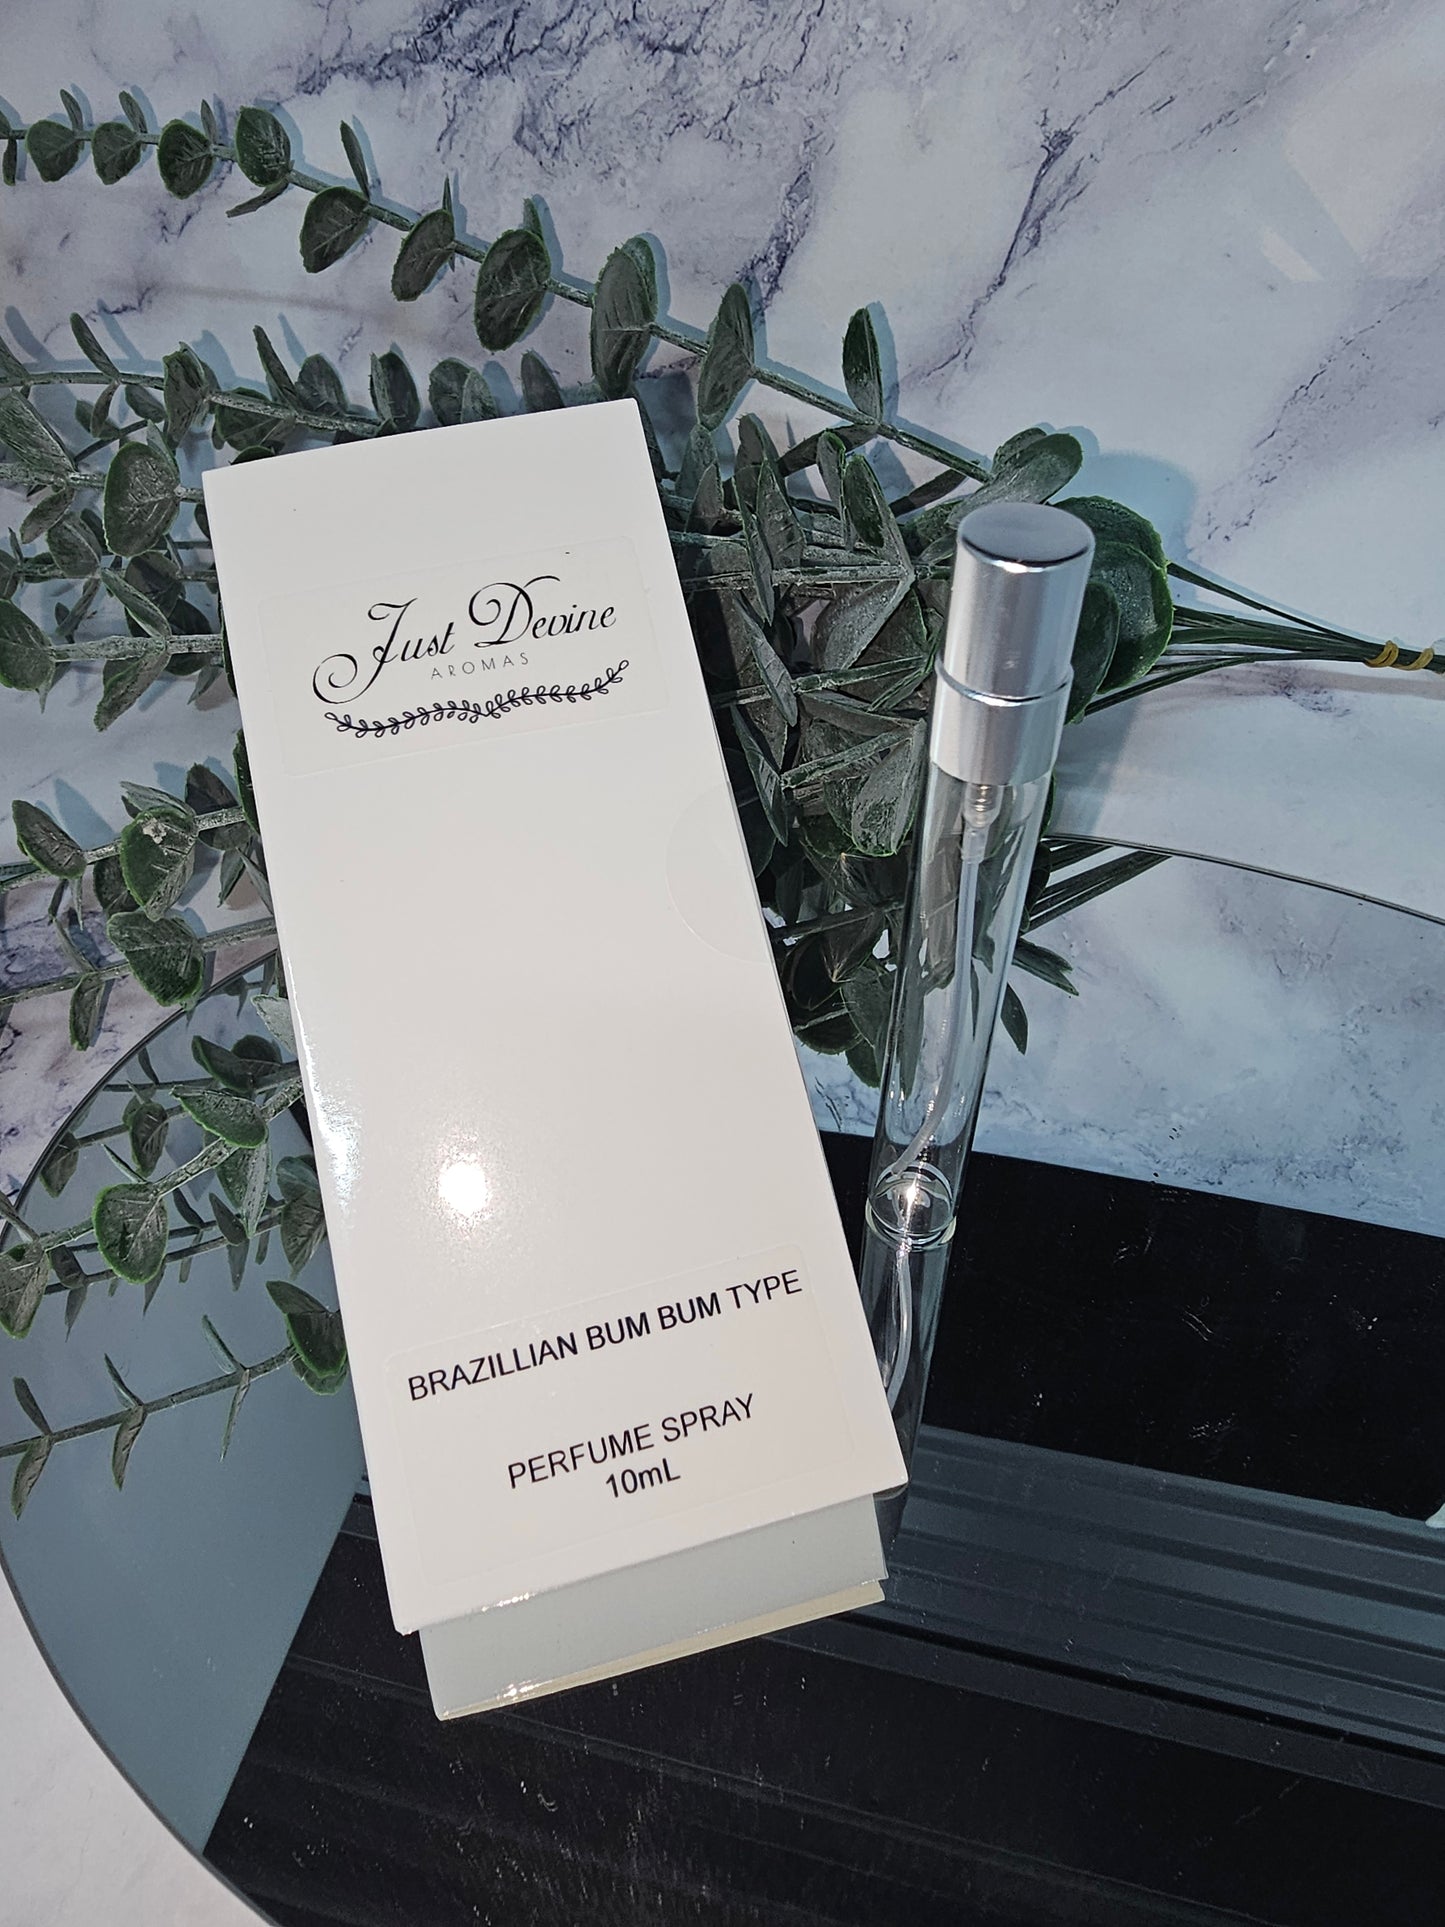 Just Devine
AROMAS
BRAZILLIAN BUM BUM TYPE
PERFUME SPRAY
10mL